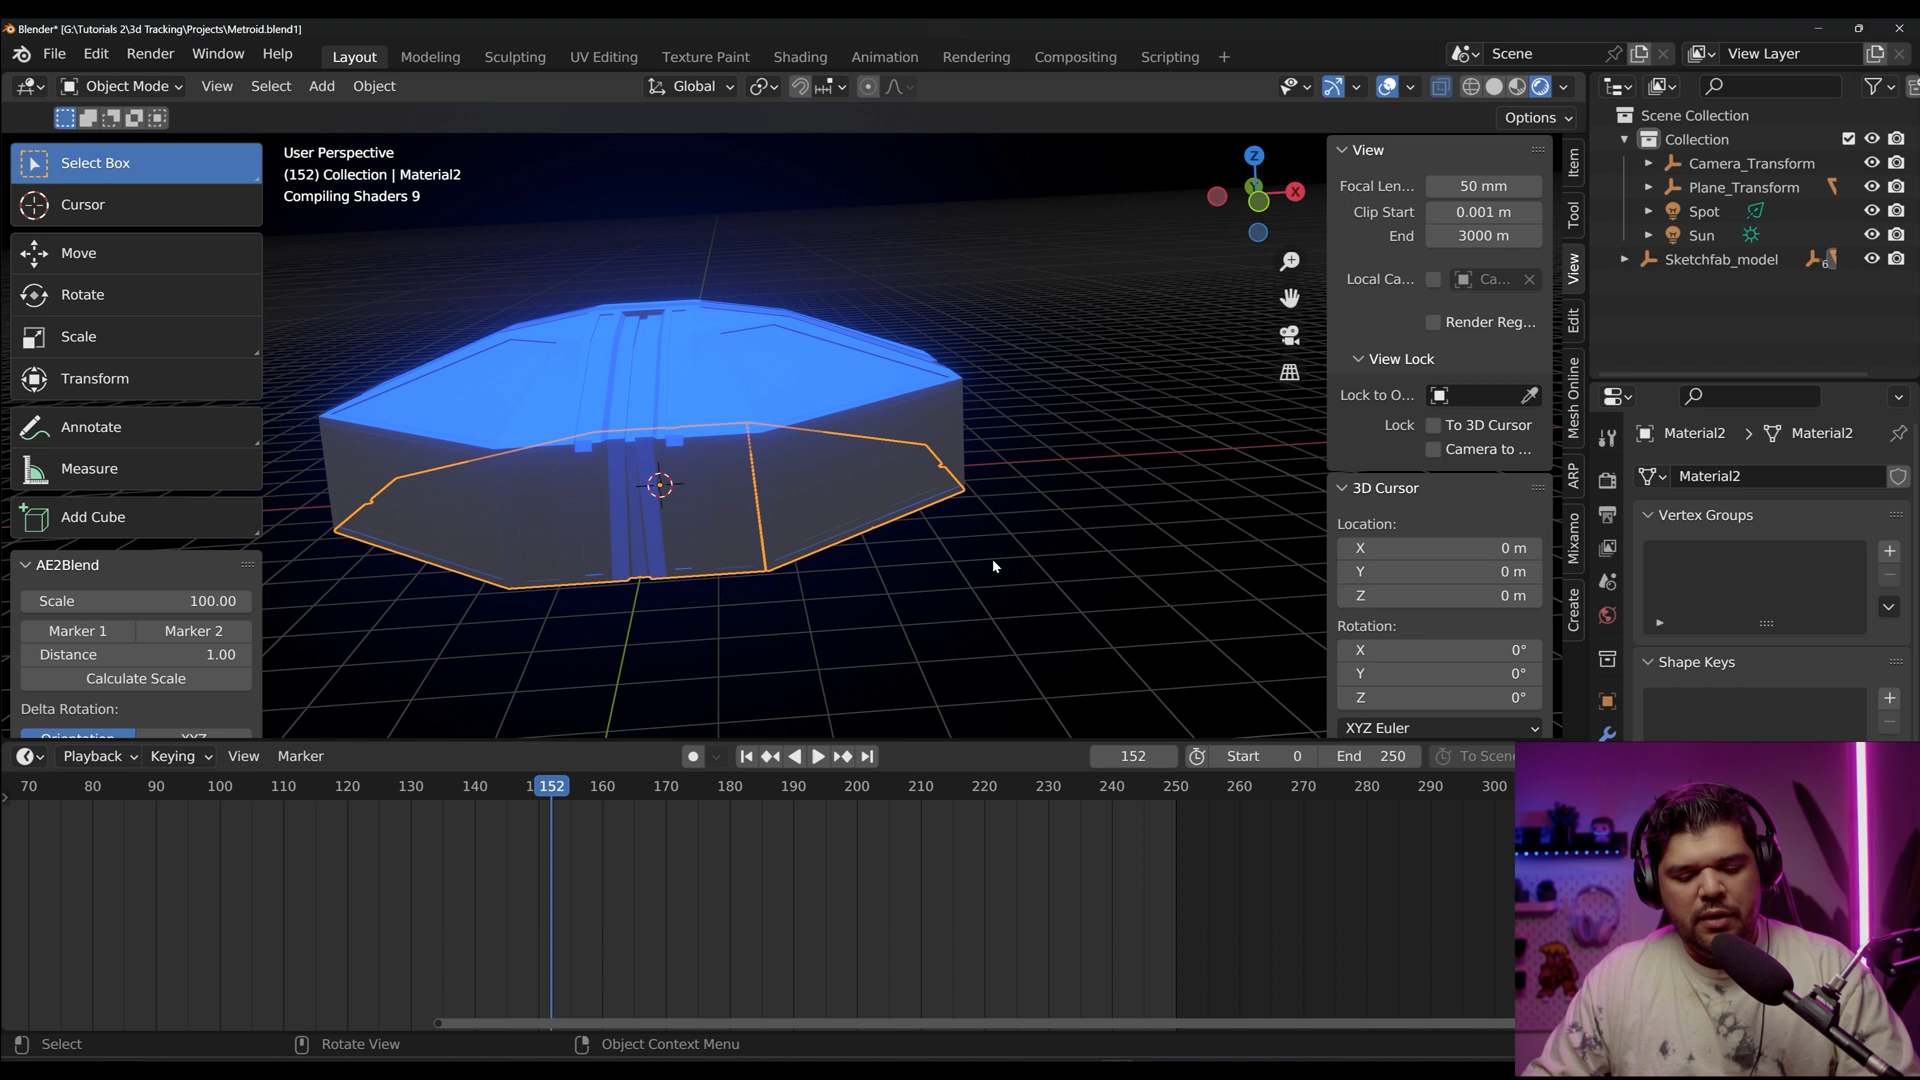 Blender* [G:\Tutorials 2\3d Tracking\Projects\Metroid.blend1]
File Edit Render Window Help Layout Modeling Sculpting UV Editing Texture Paint Shading Animation Rendering Compositing Scripting + Scene View Layer
Object Mode View Select Add Object Global
Options
Select Box
Cursor
Move
Rotate
Scale
Transform
Annotate
Measure
Add Cube
AE2Blend
Scale 100.00
Marker 1 Marker 2
Distance 1.00
Calculate Scale
Delta Rotation:
Orientation XYZ
User Perspective
(152) Collection | Material2
Compiling Shaders 9
Z
X
Y
View
Focal Len... 50 mm
Clip Start 0.001 m
End 3000 m
Local Ca... Ca...
Render Reg...
View Lock
Lock to O...
Lock To 3D Cursor
Camera to ...
3D Cursor
Location:
X 0 m
Y 0 m
Z 0 m
Rotation:
X 0°
Y 0°
Z 0°
XYZ Euler
Item
Tool
View
Edit
Mesh Online
ARP
Mixamo
Create
Scene Collection
Collection
Camera_Transform
Plane_Transform
Spot
Sun
Sketchfab_model 6
Material2 > Material2
Material2
Vertex Groups
Shape Keys
Playback Keying View Marker 152 Start 0 End 250 To Scen
70 80 90 100 110 120 130 140 1 152 160 170 180 190 200 210 220 230 240 250 260 270 280 290 300
Select Rotate View Object Context Menu